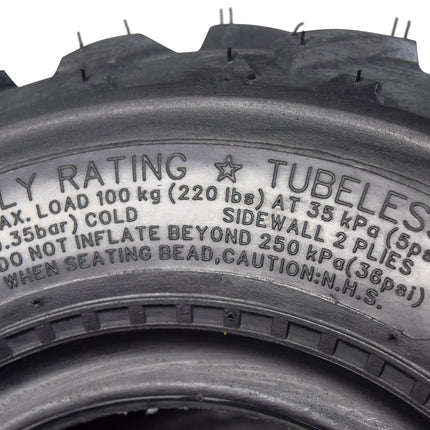 LY RATING ☆ TUBELESS
AX. LOAD 100 kg (220 lbs) AT 35 kPa (5ps
.35bar) COLD SIDEWALL 2 PLIES
DO NOT INFLATE BEYOND 250 kPa(36psi)
WHEN SEATING BEAD,CAUTION:N.H.S.